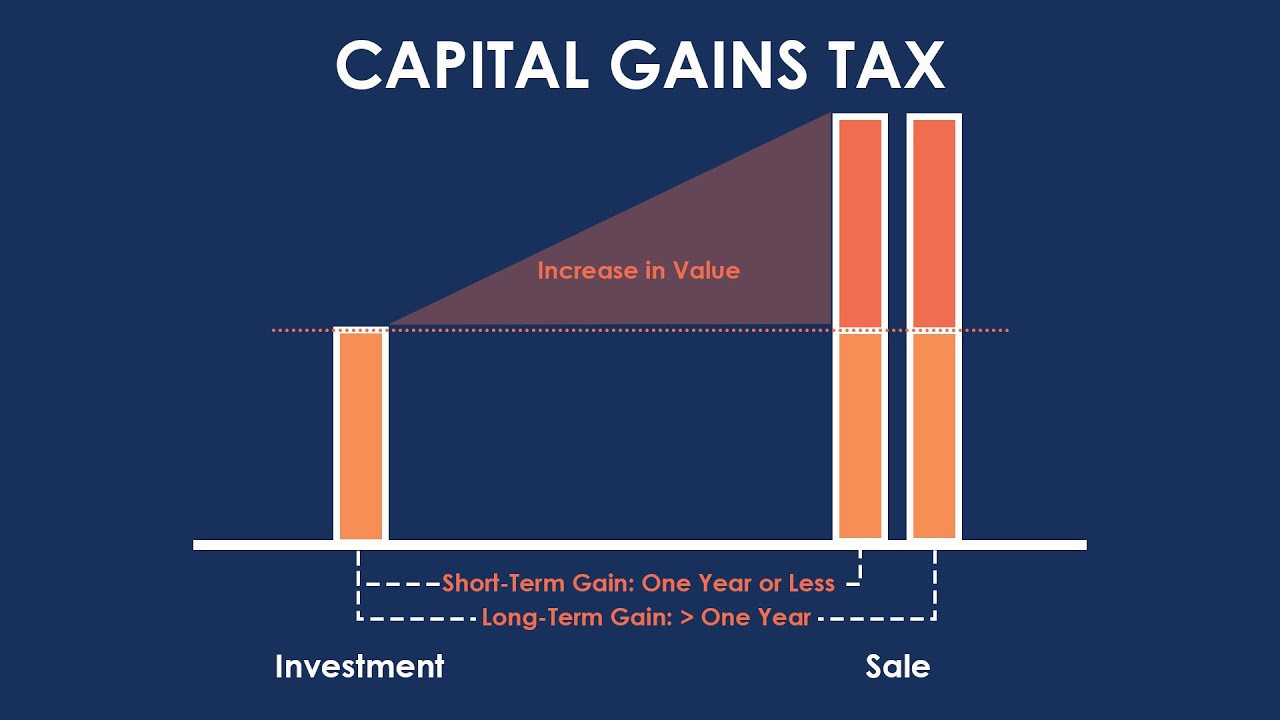 CAPITAL GAINS TAX
Increase in Value
Short-Term Gain: One Year or Less
Long-Term Gain: > One Year
Investment
Sale